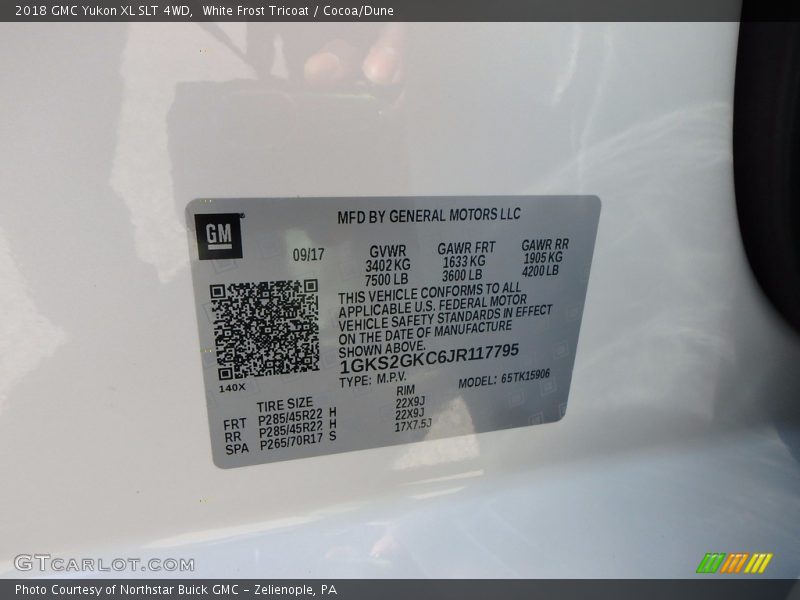 2018 GMC Yukon XL SLT 4WD, White Frost Tricoat / Cocoa/Dune
MFD BY GENERAL MOTORS LLC
GM
09/17
GVWR GAWR FRT GAWR RR
3402 KG 1633 KG 1905 KG
7500 LB 3600 LB 4200 LB
THIS VEHICLE CONFORMS TO ALL
APPLICABLE U.S. FEDERAL MOTOR
VEHICLE SAFETY STANDARDS IN EFFECT
ON THE DATE OF MANUFACTURE
SHOWN ABOVE.
1GKS2GKC6JR117795
TYPE: M.P.V. MODEL: 65TK15906
140X
TIRE SIZE RIM
FRT P285/45R22 H 22X9J
RR P285/45R22 H 22X9J
SPA P265/70R17 S 17X7.5J
GTCARLOT.COM
Photo Courtesy of Northstar Buick GMC – Zelienople, PA